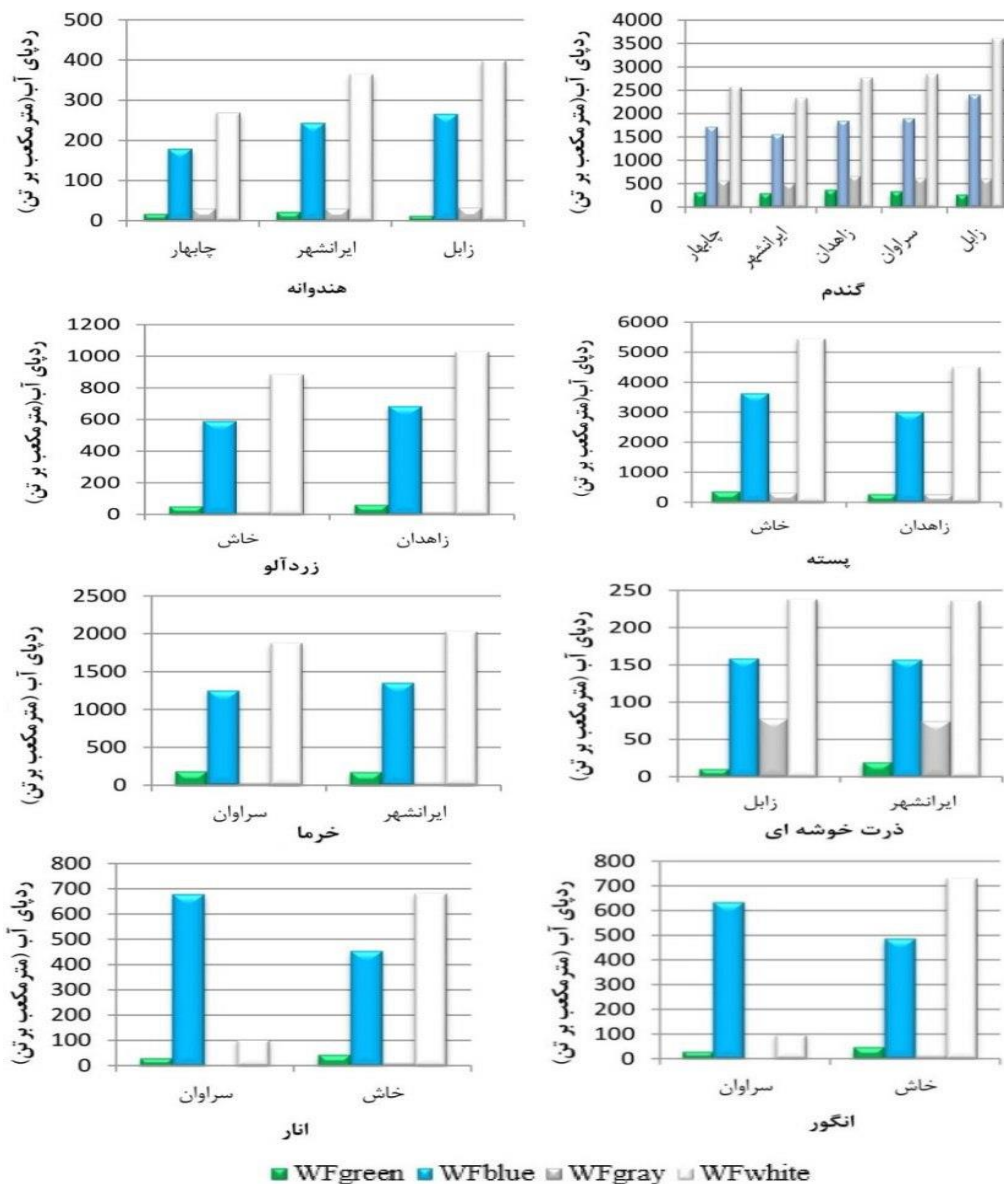 ردپای آب(مترمکعب بر تن)
500
400
300
200
100
0
چابهار ایرانشهر زابل
هندوانه
ردپای آب(مترمکعب بر تن)
4000
3500
3000
2500
2000
1500
1000
500
0
چابهار ایرانشهر زاهدان سراوان زابل
گندم
ردپای آب(مترمکعب بر تن)
1200
1000
800
600
400
200
0
خاش زاهدان
زردآلو
ردپای آب(مترمکعب بر تن)
6000
5000
4000
3000
2000
1000
0
خاش زاهدان
پسته
ردپای آب (مترمکعب برتن)
2500
2000
1500
1000
500
0
سراوان ایرانشهر
خرما
ردپای آب (مترمکعب بر تن)
250
200
150
100
50
0
زابل ایرانشهر
ذرت خوشه ای
ردپای آب (مترمکعب بر تن)
800
700
600
500
400
300
200
100
0
سراوان خاش
انار
ردپای آب (مترمکعب بر تن)
800
700
600
500
400
300
200
100
0
سراوان خاش
انگور
WFgreen WFblue WFgray WFwhite